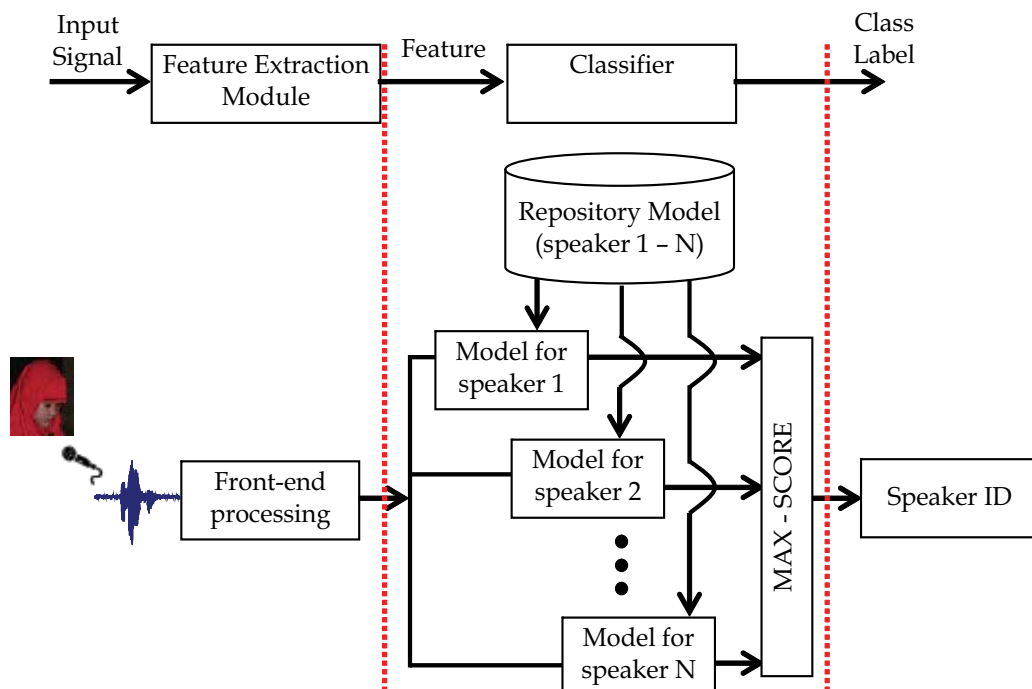 Input
Signal
Feature Extraction
Module
Feature
Classifier
Class
Label
Repository Model
(speaker 1 – N)
Model for
speaker 1
Model for
speaker 2
Model for
speaker N
Front-end
processing
MAX - SCORE
Speaker ID